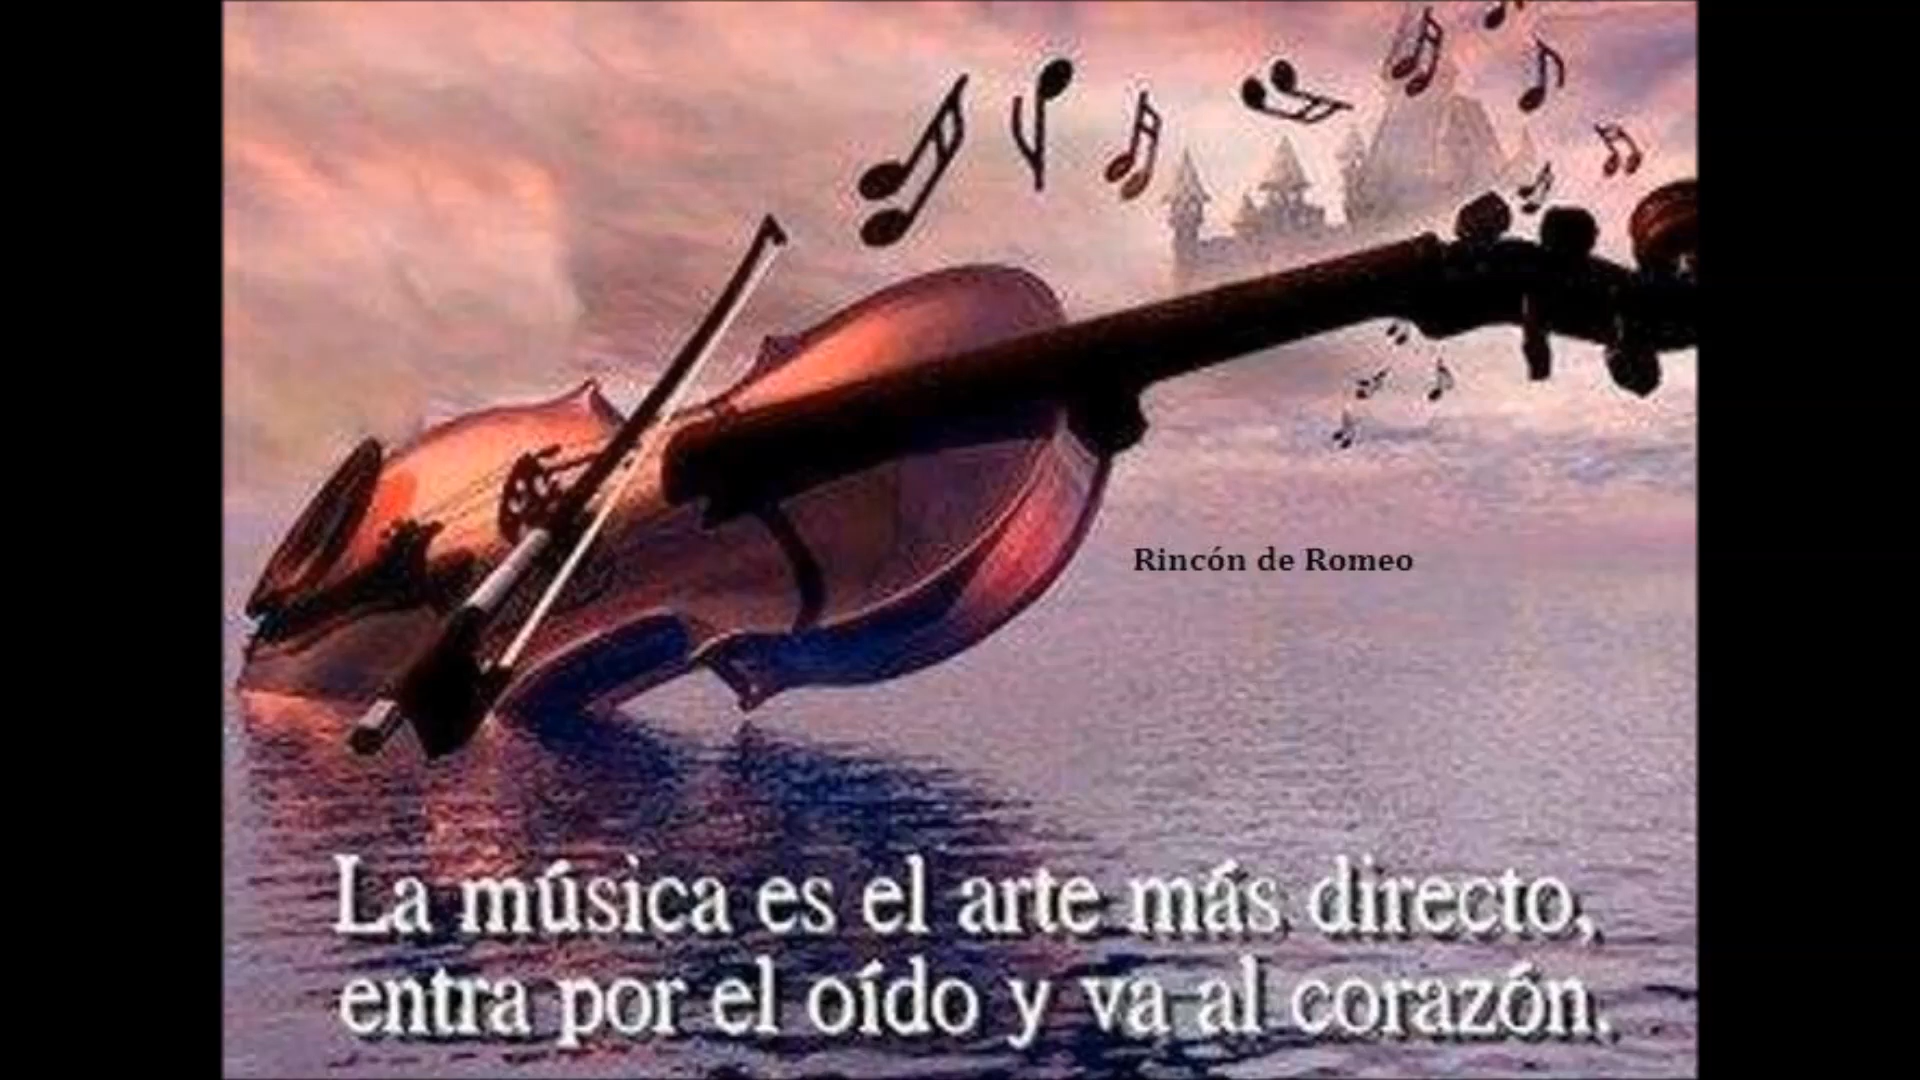 Rincón de Romeo
La música es el arte más directo,
entra por el oído y va al corazón.